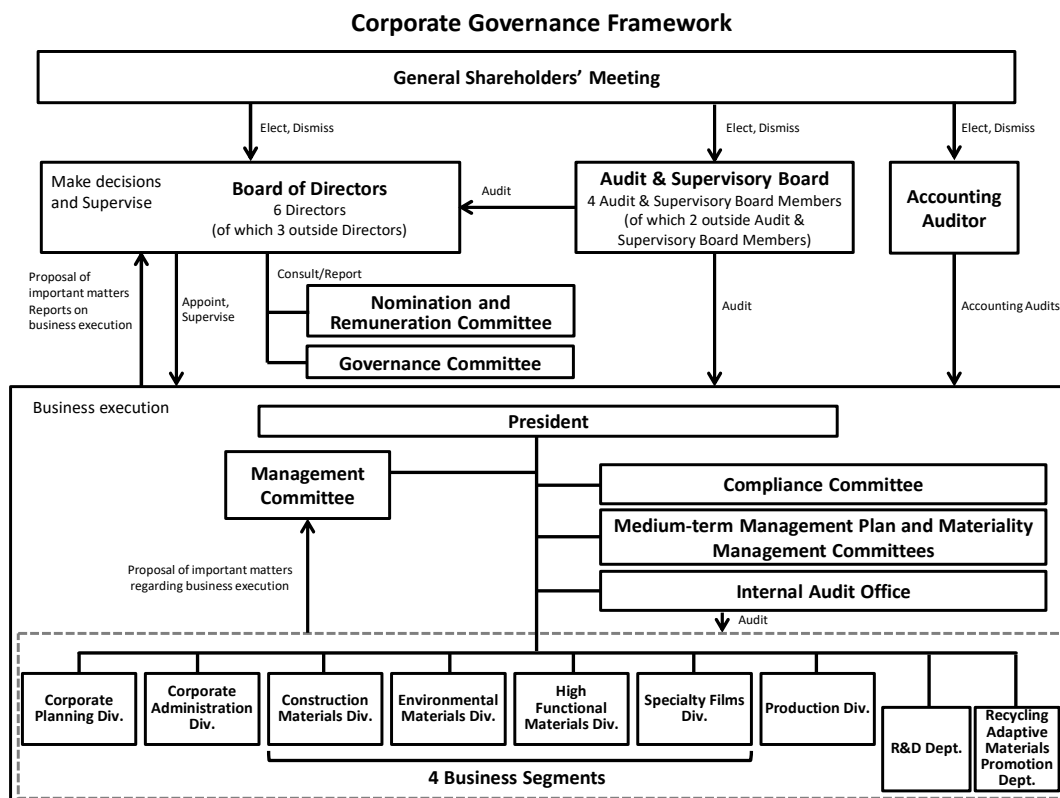 Corporate Governance Framework
General Shareholders' Meeting
Elect, Dismiss
Elect, Dismiss
Elect, Dismiss
Make decisions
and Supervise
Board of Directors
6 Directors
(of which 3 outside Directors)
Audit
Audit & Supervisory Board
4 Audit & Supervisory Board Members
(of which 2 outside Audit &
Supervisory Board Members)
Accounting
Auditor
Proposal of
important matters
Reports on
business execution
Appoint,
Supervise
Consult/Report
Nomination and
Remuneration Committee
Governance Committee
Audit
Accounting Audits
Business execution
President
Management
Committee
Compliance Committee
Medium-term Management Plan and Materiality
Management Committees
Internal Audit Office
Proposal of important matters
regarding business execution
Audit
Corporate
Planning Div.
Corporate
Administration Div.
Construction
Materials Div.
Environmental
Materials Div.
High
Functional
Materials Div.
Specialty Films
Div.
Production Div.
R&D Dept.
Recycling
Adaptive
Materials
Promotion
Dept.
4 Business Segments